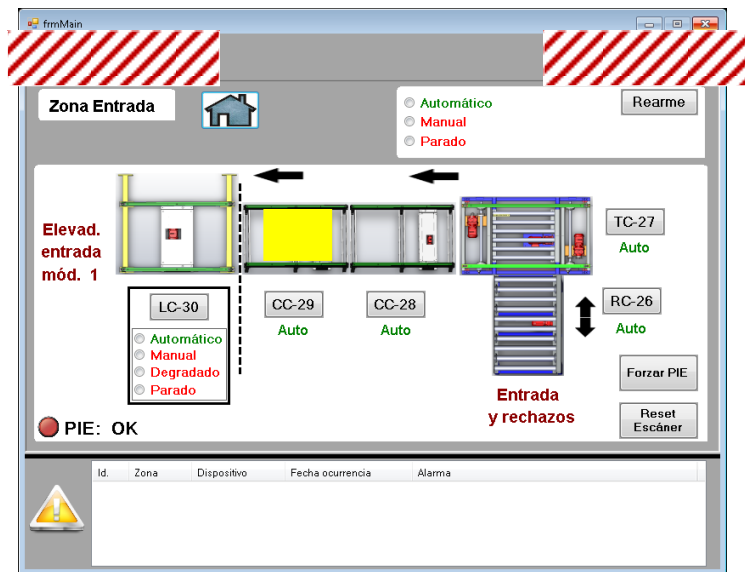 frmMain
Zona Entrada
Automático
Manual
Parado
Rearme
Elevad.
entrada
mód. 1
TC-27
Auto
LC-30
CC-29
CC-28
RC-26
Auto
Auto
Auto
Automático
Manual
Degradado
Parado
Forzar PIE
Entrada
y rechazos
Reset
Escáner
PIE: OK
Id. Zona Dispositivo Fecha ocurrencia Alarma